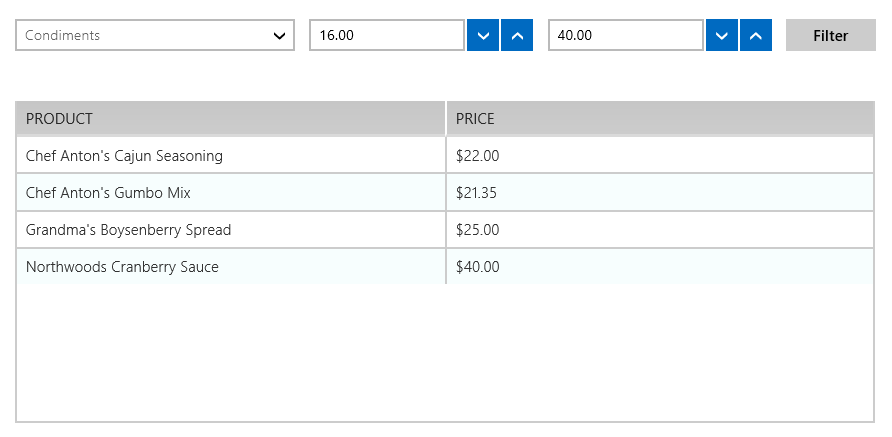 Condiments 16.00 40.00 Filter
PRODUCT PRICE
Chef Anton's Cajun Seasoning $22.00
Chef Anton's Gumbo Mix $21.35
Grandma's Boysenberry Spread $25.00
Northwoods Cranberry Sauce $40.00